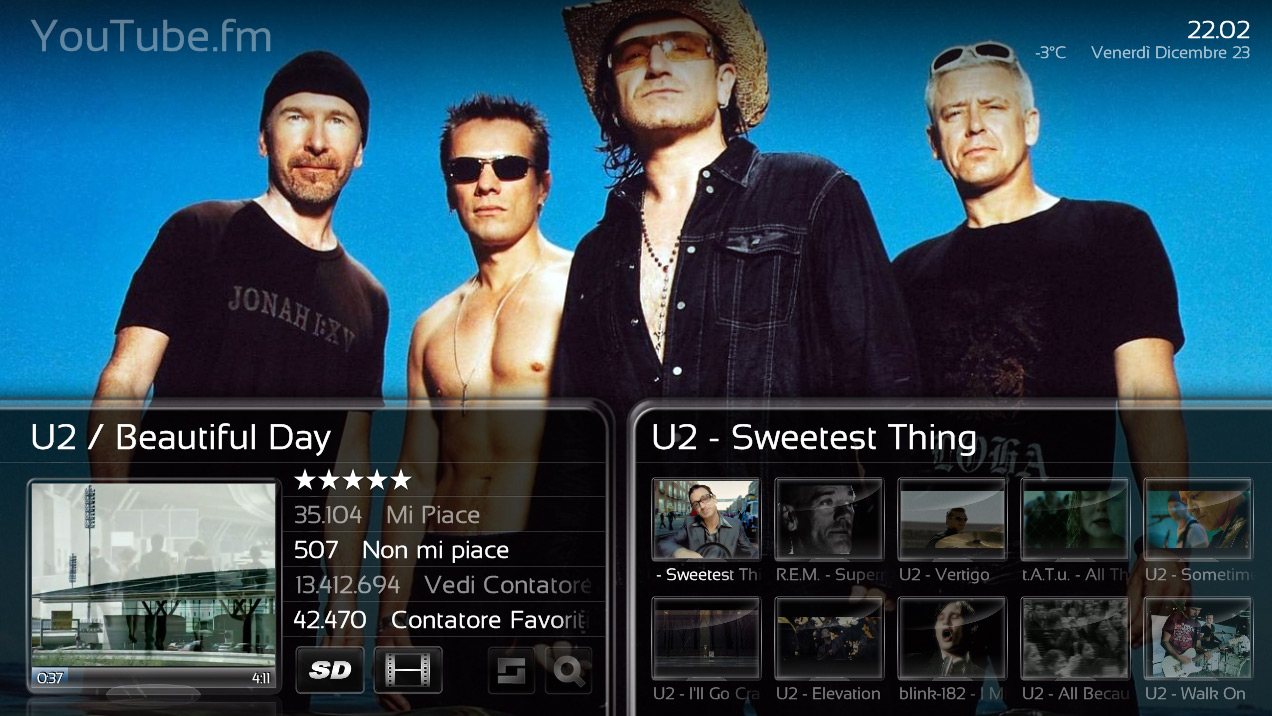 YouTube.fm
22.02
-3°C Venerdì Dicembre 23
JONAH I:XV
LOHA
U2 / Beautiful Day
35.104 Mi Piace
507 Non mi piace
13.412.694 Vedi Contatore
42.470 Contatore Favorit
0:37
4:11
SD
U2 - Sweetest Thing
- Sweetest Thi
R.E.M. - Super
U2 - Vertigo
t.A.T.u. - All Th
U2 - Sometim
U2 - I'll Go Cra
U2 - Elevation
blink-182 - I M
U2 - All Becau
U2 - Walk On